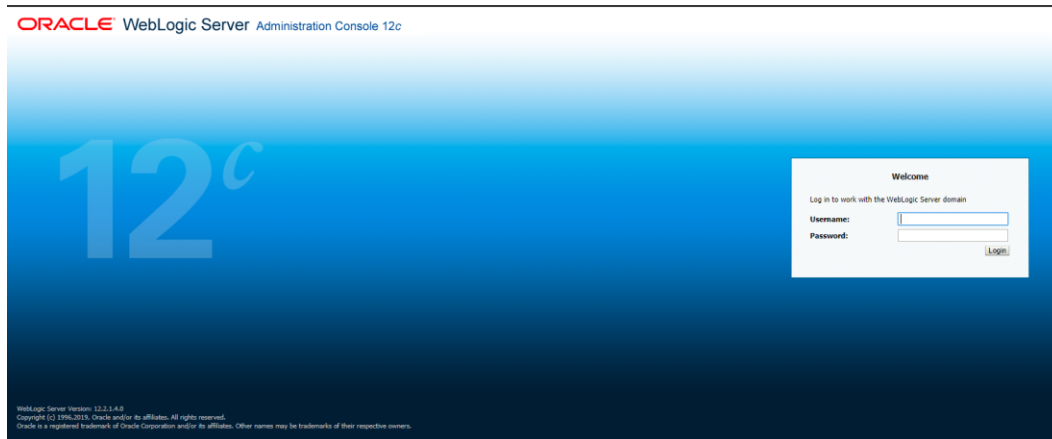 ORACLE WebLogic Server Administration Console 12c
12c
Welcome
Log in to work with the WebLogic Server domain
Username:
Password:
Login
WebLogic Server Version: 12.2.1.4.0
Copyright (c) 1996,2019, Oracle and/or its affiliates. All rights reserved.
Oracle is a registered trademark of Oracle Corporation and/or its affiliates. Other names may be trademarks of their respective owners.